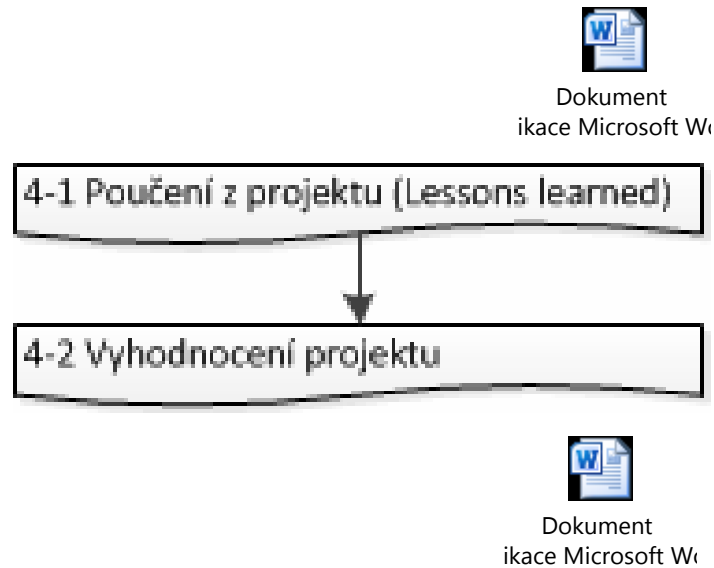 Dokument
ikace Microsoft Wo
4-1 Poučení z projektu (Lessons learned)
4-2 Vyhodnocení projektu
Dokument
ikace Microsoft Wo